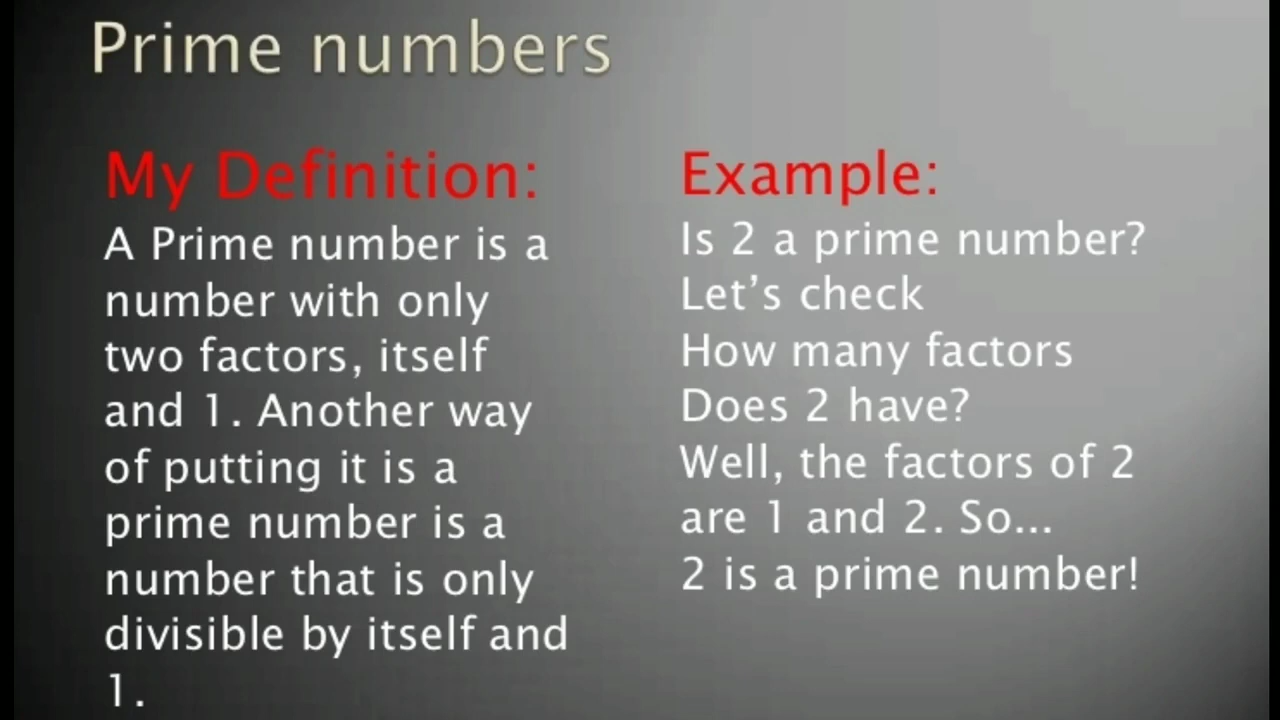 Prime numbers
My Definition:
A Prime number is a
number with only
two factors, itself
and 1. Another way
of putting it is a
prime number is a
number that is only
divisible by itself and
1.
Example:
Is 2 a prime number?
Let’s check
How many factors
Does 2 have?
Well, the factors of 2
are 1 and 2. So...
2 is a prime number!